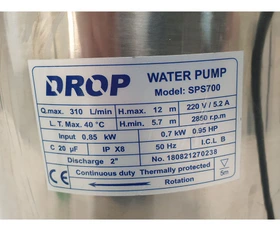 DROP WATER PUMP
Model: SPS700
Q.max. 310 L/min H.max. 12 m 220 V / 5.2 A
L. T. Max. 40 °C H.min. 5.7 m 2850 r.p.m
Input 0.85 kW 0.7 kW 0.95 HP
C 20 µF IP X8 50 Hz I.C.L B
Discharge 2" No. 180821270238
Continuous duty Thermally protected
Rotation 5m